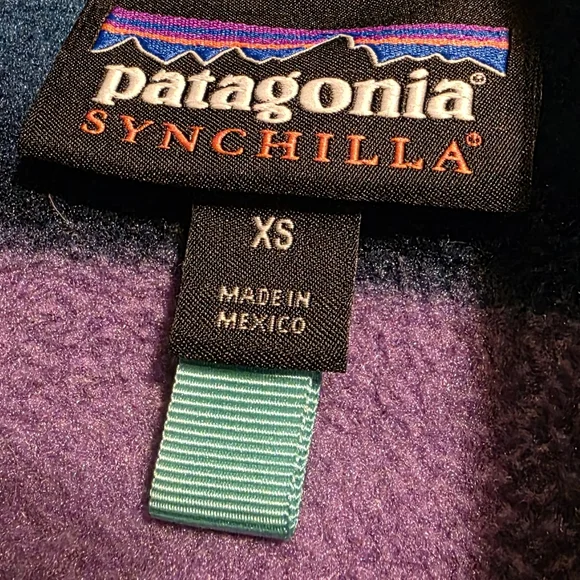 patagonia®
SYNCHILLA®
XS
MADE IN
MEXICO